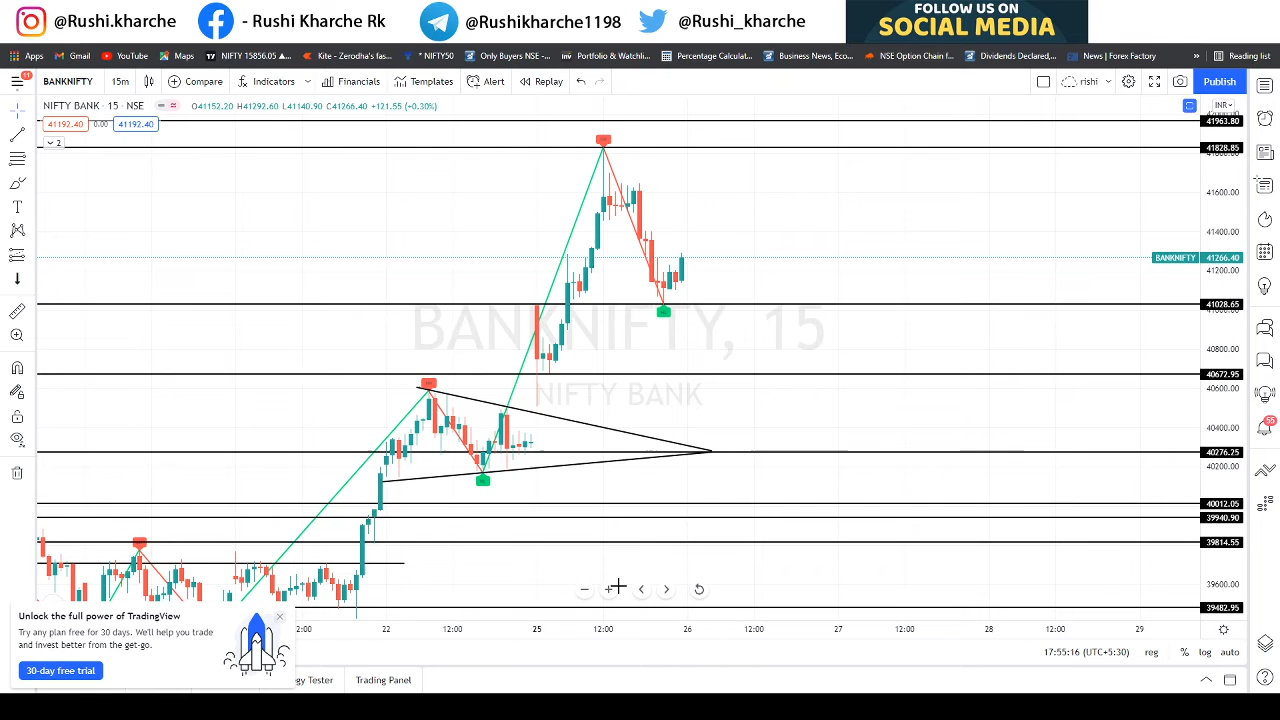 @Rushi.kharche
- Rushi Kharche Rk
@Rushikharche1198
@Rushi_kharche
FOLLOW US ON
SOCIAL MEDIA
Apps
Gmail
YouTube
Maps
NIFTY 15856.05 ▲...
Kite - Zerodha's fas...
*NIFTY50
Only Buyers NSE -...
Portfolio & Watchli...
Percentage Calculat...
Business News, Eco...
NSE Option Chain f...
Dividends Declared,...
News | Forex Factory
»
Reading list
11
BANKNIFTY
15m
Compare
Indicators
Financials
Templates
Alert
Replay
rishi
Publish
NIFTY BANK · 15 · NSE
O41152.20 H41292.60 L41140.90 C41266.40 +121.55 (+0.30%)
INR
41192.40
0.00
41192.40
2
41963.80
41828.85
41600.00
41400.00
BANKNIFTY 41266.40
41200.00
41028.65
40800.00
BANKNIFTY, 15
NIFTY BANK
40672.95
40600.00
40400.00
40276.25
40200.00
40012.05
39940.90
39814.55
39600.00
39482.95
55
Unlock the full power of TradingView
Try any plan free for 30 days. We'll help you trade
and invest better from the get-go.
30-day free trial
2:00
22
12:00
25
12:00
26
12:00
27
12:00
28
12:00
29
17:55:16 (UTC+5:30)
reg
%
log
auto
gy Tester
Trading Panel